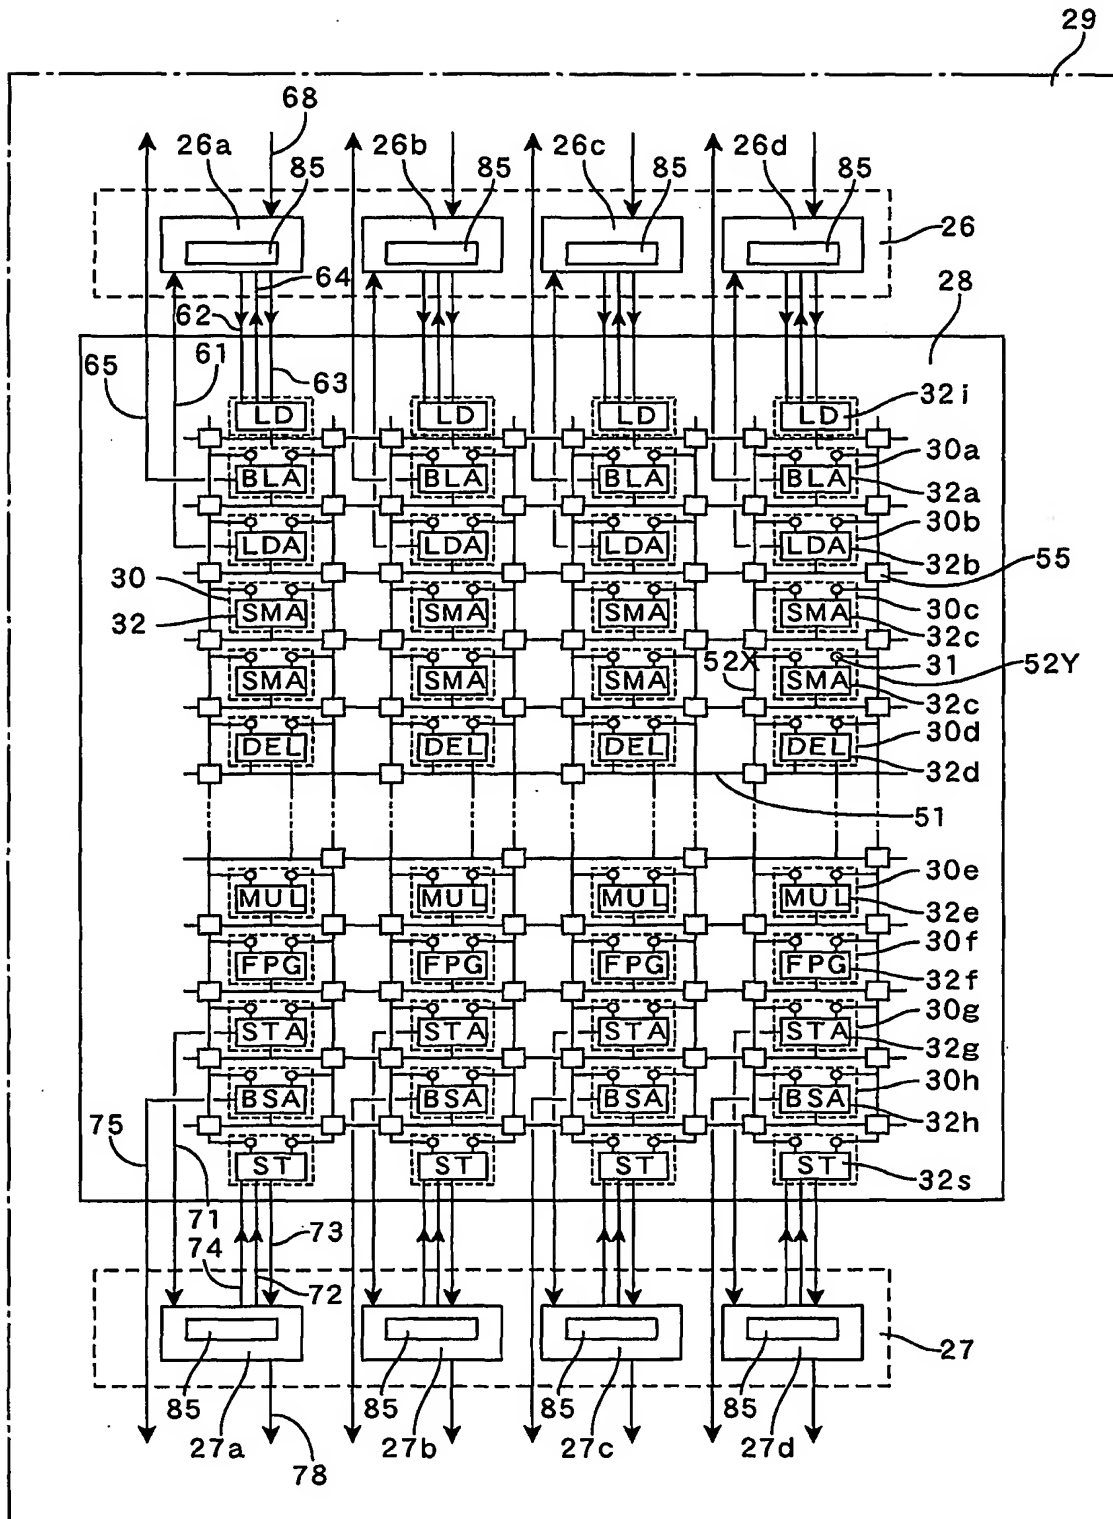 29
68
26a 26b 26c 26d
85 85 85 85
26
64
62
28
65 61
63
LD LD LD LD 32i
30a
BLA BLA BLA BLA 32a
30b
LDA LDA LDA LDA 32b
30 55
SMA SMA SMA SMA 30c
32 32c
52X 31 52Y
SMA SMA SMA SMA 32c
DEL DEL DEL DEL 30d
32d
51
30e
MUL MUL MUL MUL 32e
30f
FPG FPG FPG FPG 32f
30g
STA STA STA STA 32g
30h
BSA BSA BSA BSA 32h
75
ST ST ST ST 32s
71 73
74
72
27
85 85 85 85
27a 27b 27c 27d
78